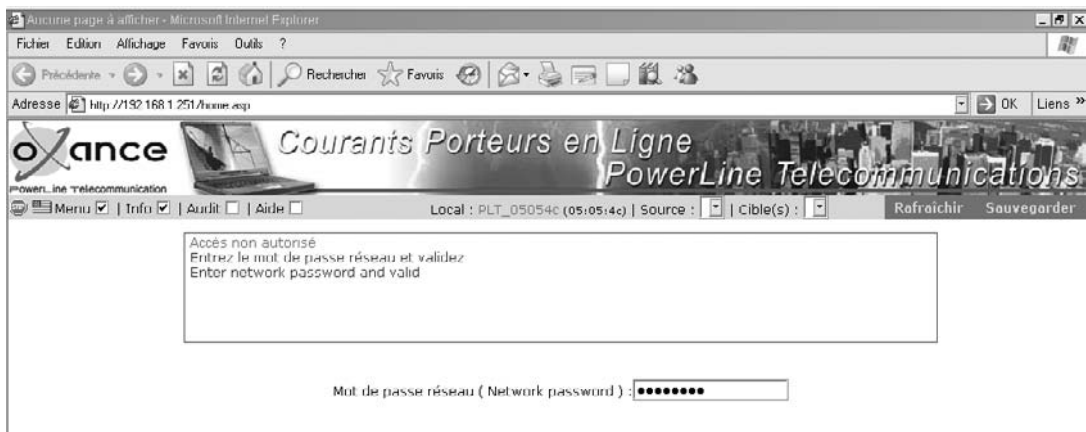 Aucune page à afficher - Microsoft Internet Explorer
Fichier Edition Affichage Favoris Outils ?
Précédente Rechercher Favoris
Adresse http://192.168.1.251/home.asp OK Liens »
oxance Courants Porteurs en Ligne
PowerLine Telecommunications
PowerLine Telecommunication
STOP Menu | Info | Audit | Aide Local : PLT_05054c (05:05:4c) | Source : | Cible(s) : Rafraîchir Sauvegarder
Accès non autorisé
Entrez le mot de passe réseau et validez
Enter network password and valid
Mot de passe réseau ( Network password ) : ●●●●●●●●